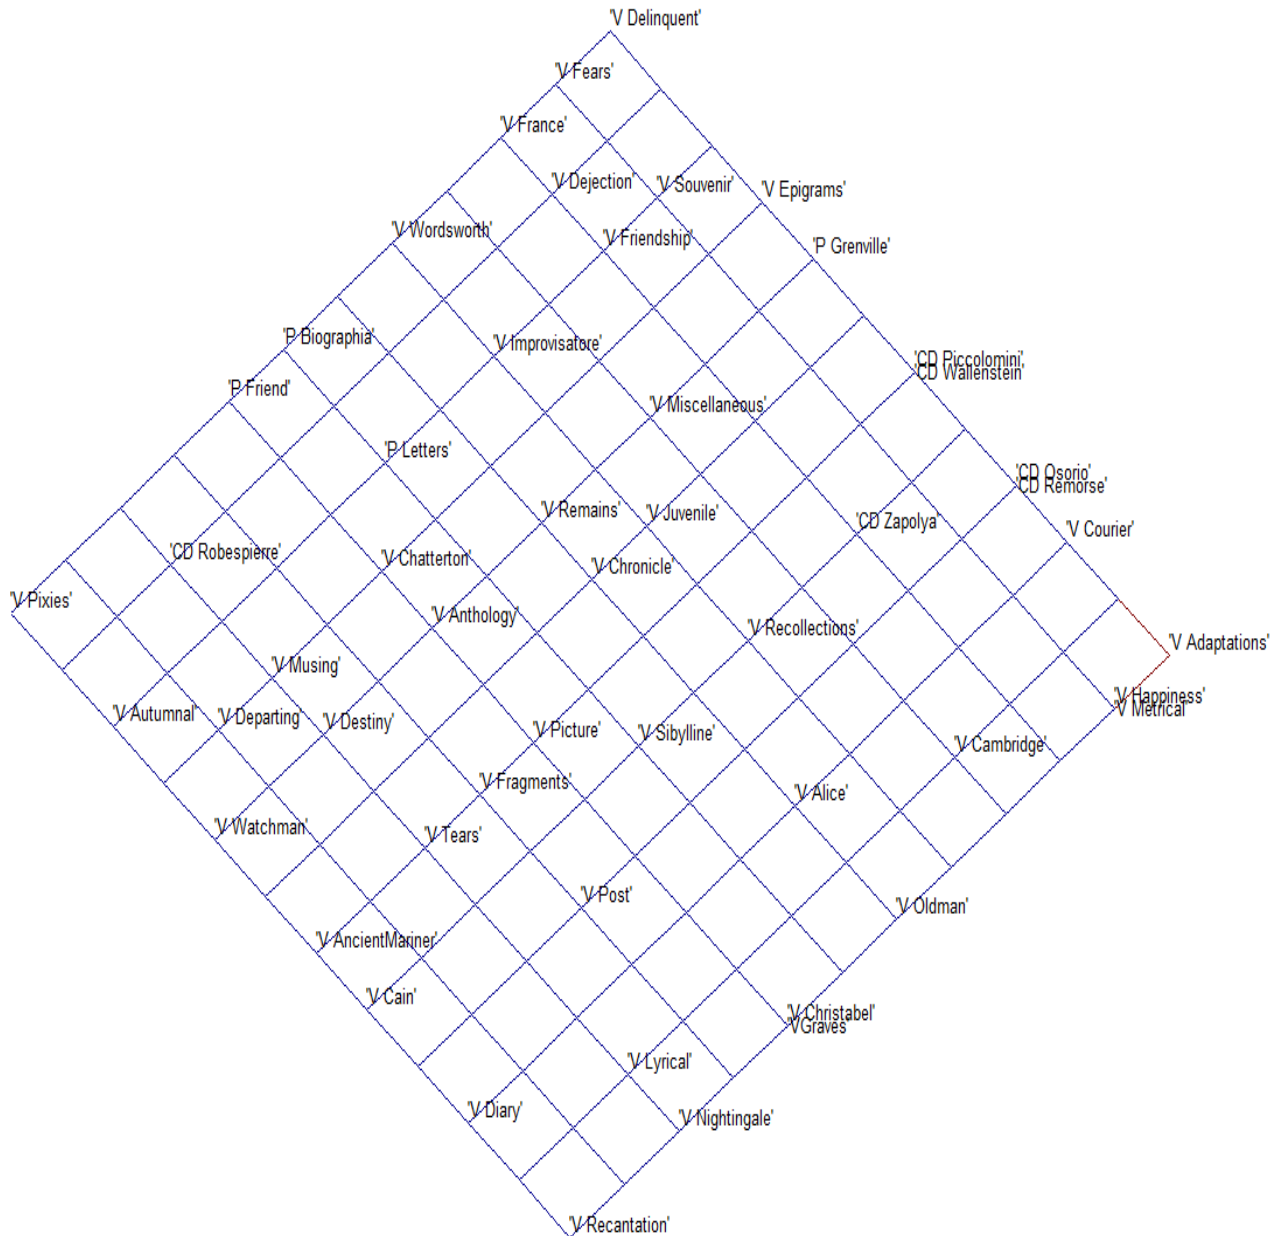 'V Delinquent'
'V Fears'
'V France'
'V Dejection'
'V Souvenir'
'V Epigrams'
'V Wordsworth'
'V Friendship'
'P Grenville'
'P Biographia'
'V Improvisatore'
'CD Piccolomini'
'CD Wallenstein'
'P Friend'
'V Miscellaneous'
'P Letters'
'CD Osorio'
'CD Remorse'
'V Remains'
'V Juvenile'
'CD Zapolya'
'V Courier'
'CD Robespierre'
'V Chatterton'
'V Chronicle'
'V Pixies'
'V Anthology'
'V Recollections'
'V Adaptations'
'V Musing'
'V Happiness'
'V Metrical'
'V Autumnal'
'V Departing'
'V Destiny'
'V Picture'
'V Sibylline'
'V Cambridge'
'V Fragments'
'V Alice'
'V Watchman'
'V Tears'
'V Post'
'V Oldman'
'V AncientMariner'
'V Cain'
'V Christabel'
'VGraves'
'V Lyrical'
'V Diary'
'V Nightingale'
'V Recantation'